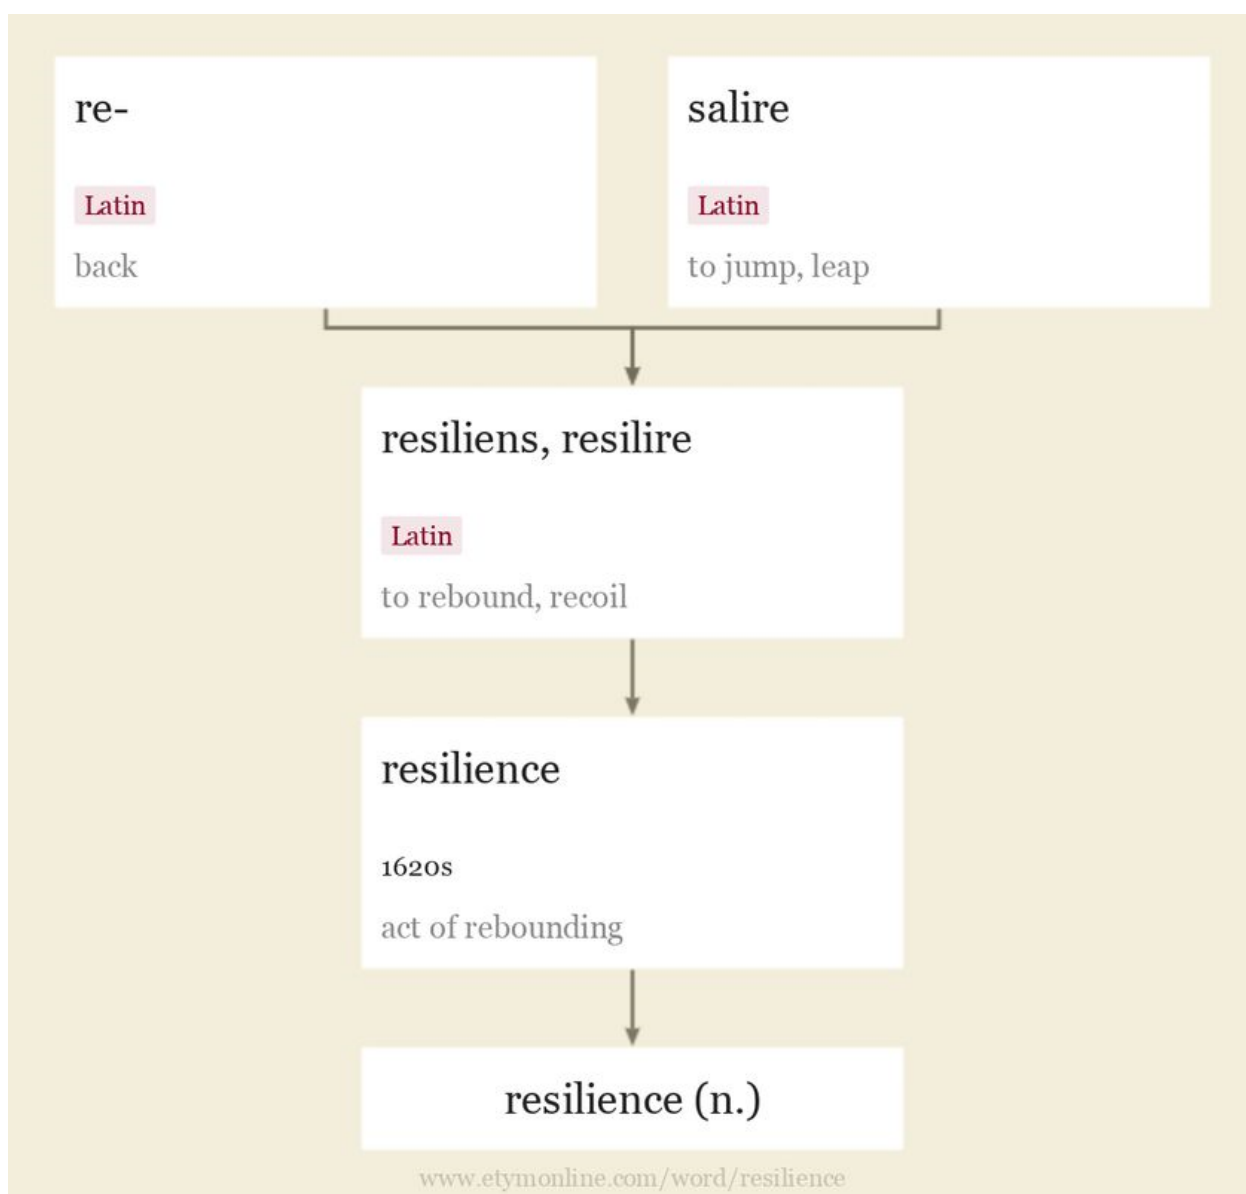 re-
Latin
back
salire
Latin
to jump, leap
resiliens, resilire
Latin
to rebound, recoil
resilience
1620s
act of rebounding
resilience (n.)
www.etymonline.com/word/resilience